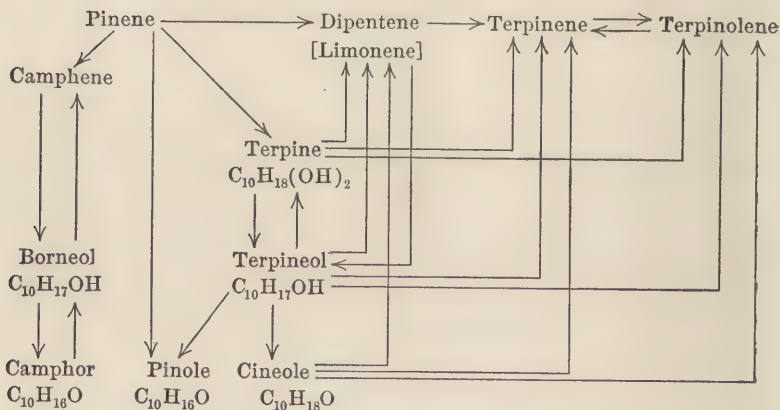 Pinene Dipentene Terpinene Terpinolene
[Limonene]
Camphene
Terpine
C₁₀H₁₈(OH)₂
Borneol Terpineol
C₁₀H₁₇OH C₁₀H₁₇OH
Camphor Pinole Cineole
C₁₀H₁₆O C₁₀H₁₆O C₁₀H₁₈O